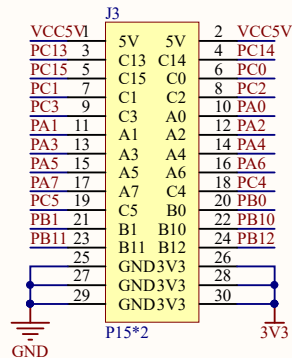 J3
VCC5V 1 5V 5V 2 VCC5V
PC13 3 C13 C14 4 PC14
PC15 5 C15 C0 6 PC0
PC1 7 C1 C2 8 PC2
PC3 9 C3 A0 10 PA0
PA1 11 A1 A2 12 PA2
PA3 13 A3 A4 14 PA4
PA5 15 A5 A6 16 PA6
PA7 17 A7 C4 18 PC4
PC5 19 C5 B0 20 PB0
PB1 21 B1 B10 22 PB10
PB11 23 B11 B12 24 PB12
25 GND 3V3 26
27 GND 3V3 28
29 GND 3V3 30
P15*2
GND
3V3